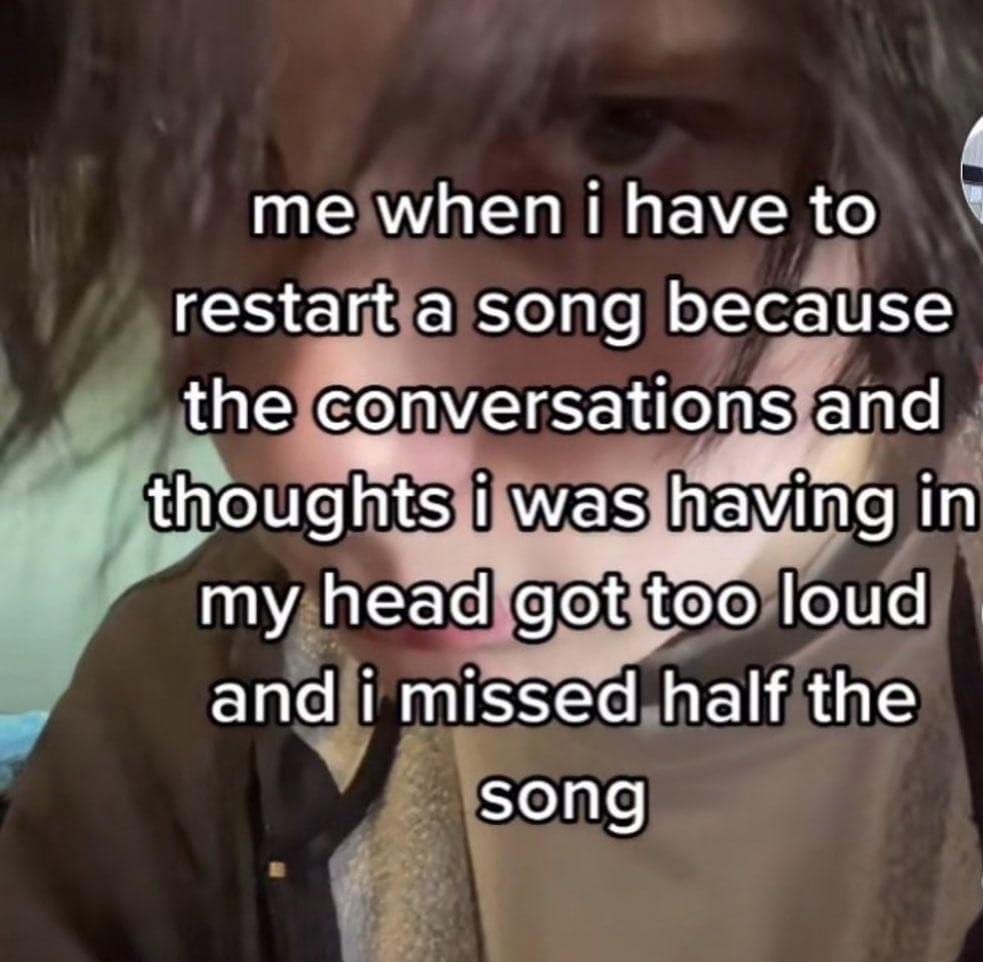 me when i have to
restart a song because
the conversations and
thoughts i was having in
my head got too loud
and i missed half the
song